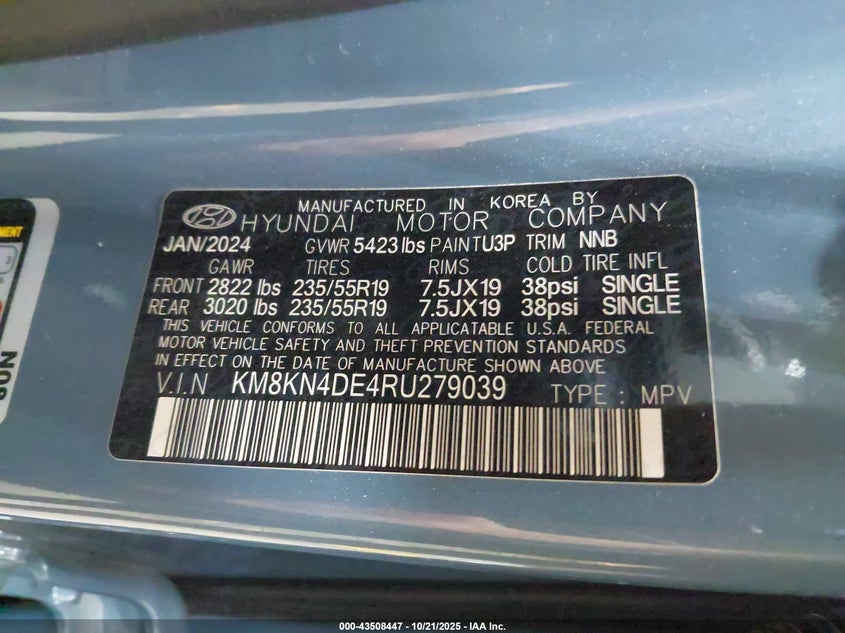 MANUFACTURED IN KOREA BY
HYUNDAI MOTOR COMPANY
JAN/2024 GVWR 5423 lbs PAINT U3P TRIM NNB
GAWR TIRES RIMS COLD TIRE INFL
FRONT 2822 lbs 235/55R19 7.5JX19 38psi SINGLE
REAR 3020 lbs 235/55R19 7.5JX19 38psi SINGLE
THIS VEHICLE CONFORMS TO ALL APPLICATABLE U.S.A. FEDERAL
MOTOR VEHICLE SAFETY AND THEFT PREVENTION STANDARDS
IN EFFECT ON THE DATE OF MANUFACTURE SHOWN ABOVE
V.I.N KM8KN4DE4RU279039 TYPE : MPV
000-43508447 - 10/21/2025 - IAA Inc.